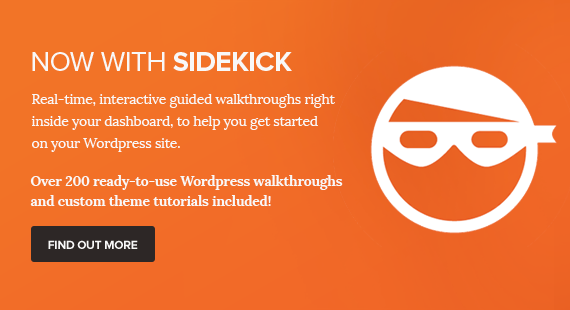 NOW WITH SIDEKICK
Real-time, interactive guided walkthroughs right
inside your dashboard, to help you get started
on your Wordpress site.
Over 200 ready-to-use Wordpress walkthroughs
and custom theme tutorials included!
FIND OUT MORE